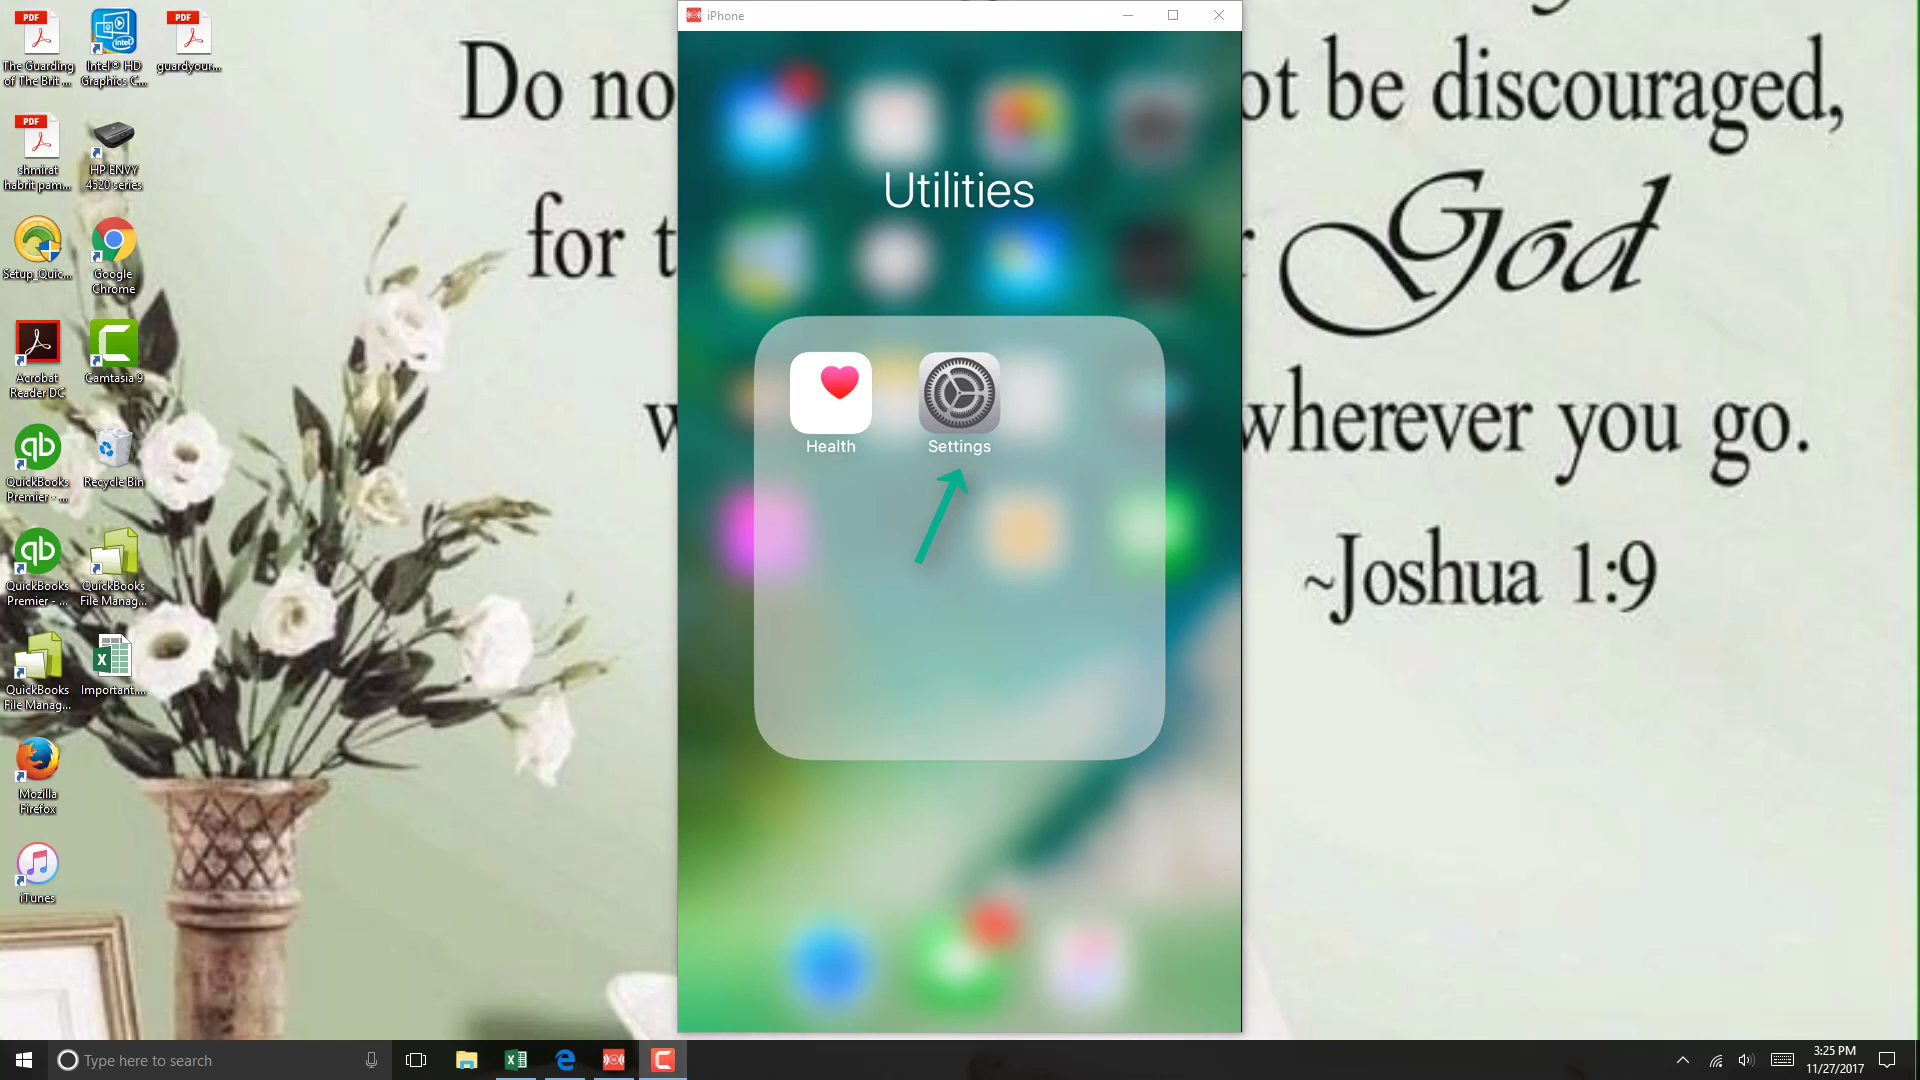 iPhone
Utilities
Health
Settings
Do no
ot be discouraged,
for t
r God
w
wherever you go.
~Joshua 1:9
PDF
The Guarding
of The Brit ...
Intel® HD
Graphics C...
PDF
guardyour...
PDF
shmirat
habrit pam...
HP ENVY
4520 series
Setup_Quic...
Google
Chrome
Acrobat
Reader DC
Camtasia 9
QuickBooks
Premier - ...
Recycle Bin
QuickBooks
Premier - ...
QuickBooks
File Manag...
QuickBooks
File Manag...
Important....
Mozilla
Firefox
iTunes
Type here to search
3:25 PM
11/27/2017